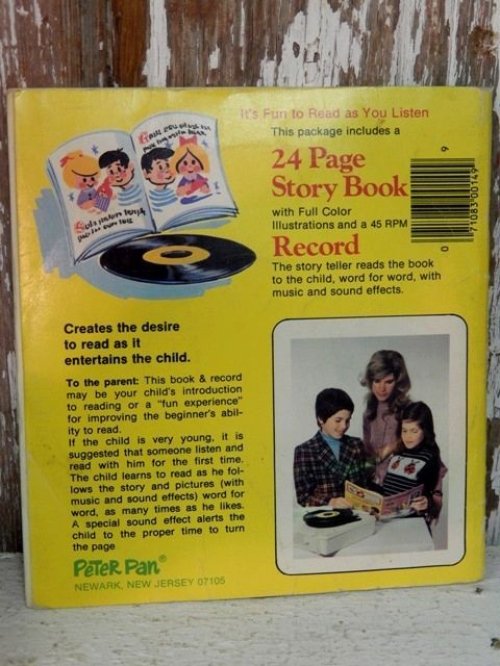 It's Fun to Read as You Listen
This package includes a
24 Page
Story Book
with Full Color
Illustrations and a 45 RPM
Record
The story teller reads the book
to the child, word for word, with
music and sound effects.
0 71083 00149 9
Creates the desire
to read as it
entertains the child.
To the parent: This book & record
may be your child's introduction
to reading or a "fun experience"
for improving the beginner's abil-
ity to read.
If the child is very young, it is
suggested that someone listen and
read with him for the first time.
The child learns to read as he fol-
lows the story and pictures (with
music and sound effects) word for
word, as many times as he likes.
A special sound effect alerts the
child to the proper time to turn
the page
PETER Pan®
NEWARK, NEW JERSEY 07105